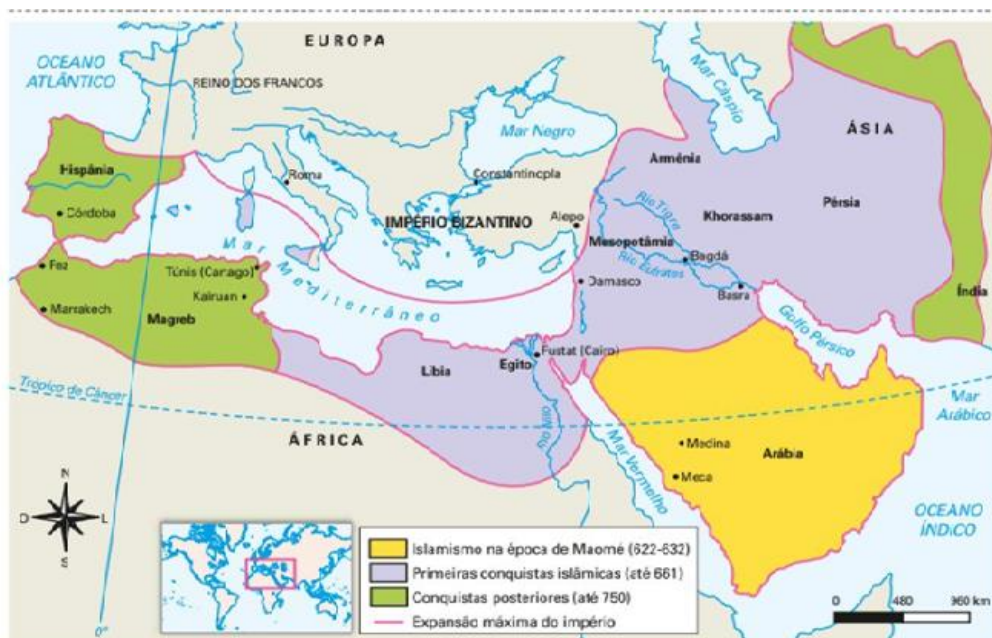 EUROPA
OCEANO
ATLÂNTICO
REINO DOS FRANCOS
Mar Cáspio
Mar Negro
ÁSIA
Hispânia
Armênia
Roma
Constantinopla
Córdoba
IMPÉRIO BIZANTINO
Alepo
Rio Tigre
Khorassam
Pérsia
Mesopotâmia
Fez
Túnis (Cartago)
Mar Mediterrâneo
Rio Eufrates
Bagdá
Damasco
Basra
Índia
Kairuan
Marrakech
Magreb
Golfo Pérsico
Fustat (Cairo)
Líbia
Egito
Trópico de Câncer
Mar
Arábico
Rio Nilo
ÁFRICA
Mar Vermelho
Medina
Arábia
Meca
N
O
L
S
OCEANO
ÍNDICO
Islamismo na época de Maomé (622-632)
Primeiras conquistas islâmicas (até 661)
Conquistas posteriores (até 750)
Expansão máxima do império
0 480 960 km
0°